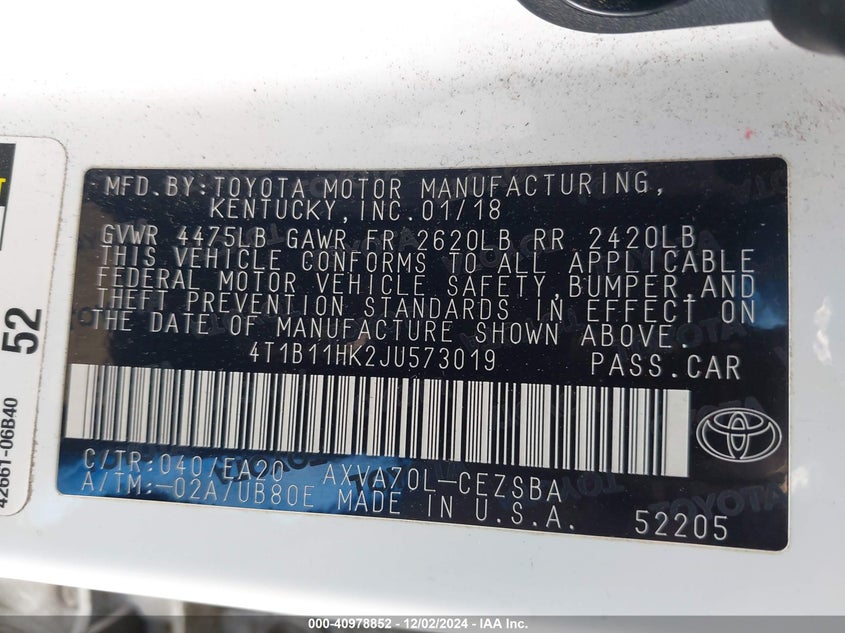 MFD. BY: TOYOTA MOTOR MANUFACTURING,
KENTUCKY, INC. 01/18
GVWR 4475LB GAWR FR 2620LB RR 2420LB
THIS VEHICLE CONFORMS TO ALL APPLICABLE
FEDERAL MOTOR VEHICLE SAFETY, BUMPER, AND
THEFT PREVENTION STANDARDS IN EFFECT ON
THE DATE OF MANUFACTURE SHOWN ABOVE.
4T1B11HK2JU573019 PASS.CAR
C/TR: 040/EA20 AXVA70L-CEZSBA
A/TM:-02A/UB80E MADE IN U.S.A. 52205
52
42661-06B40
000-40978852 - 12/02/2024 - IAA Inc.